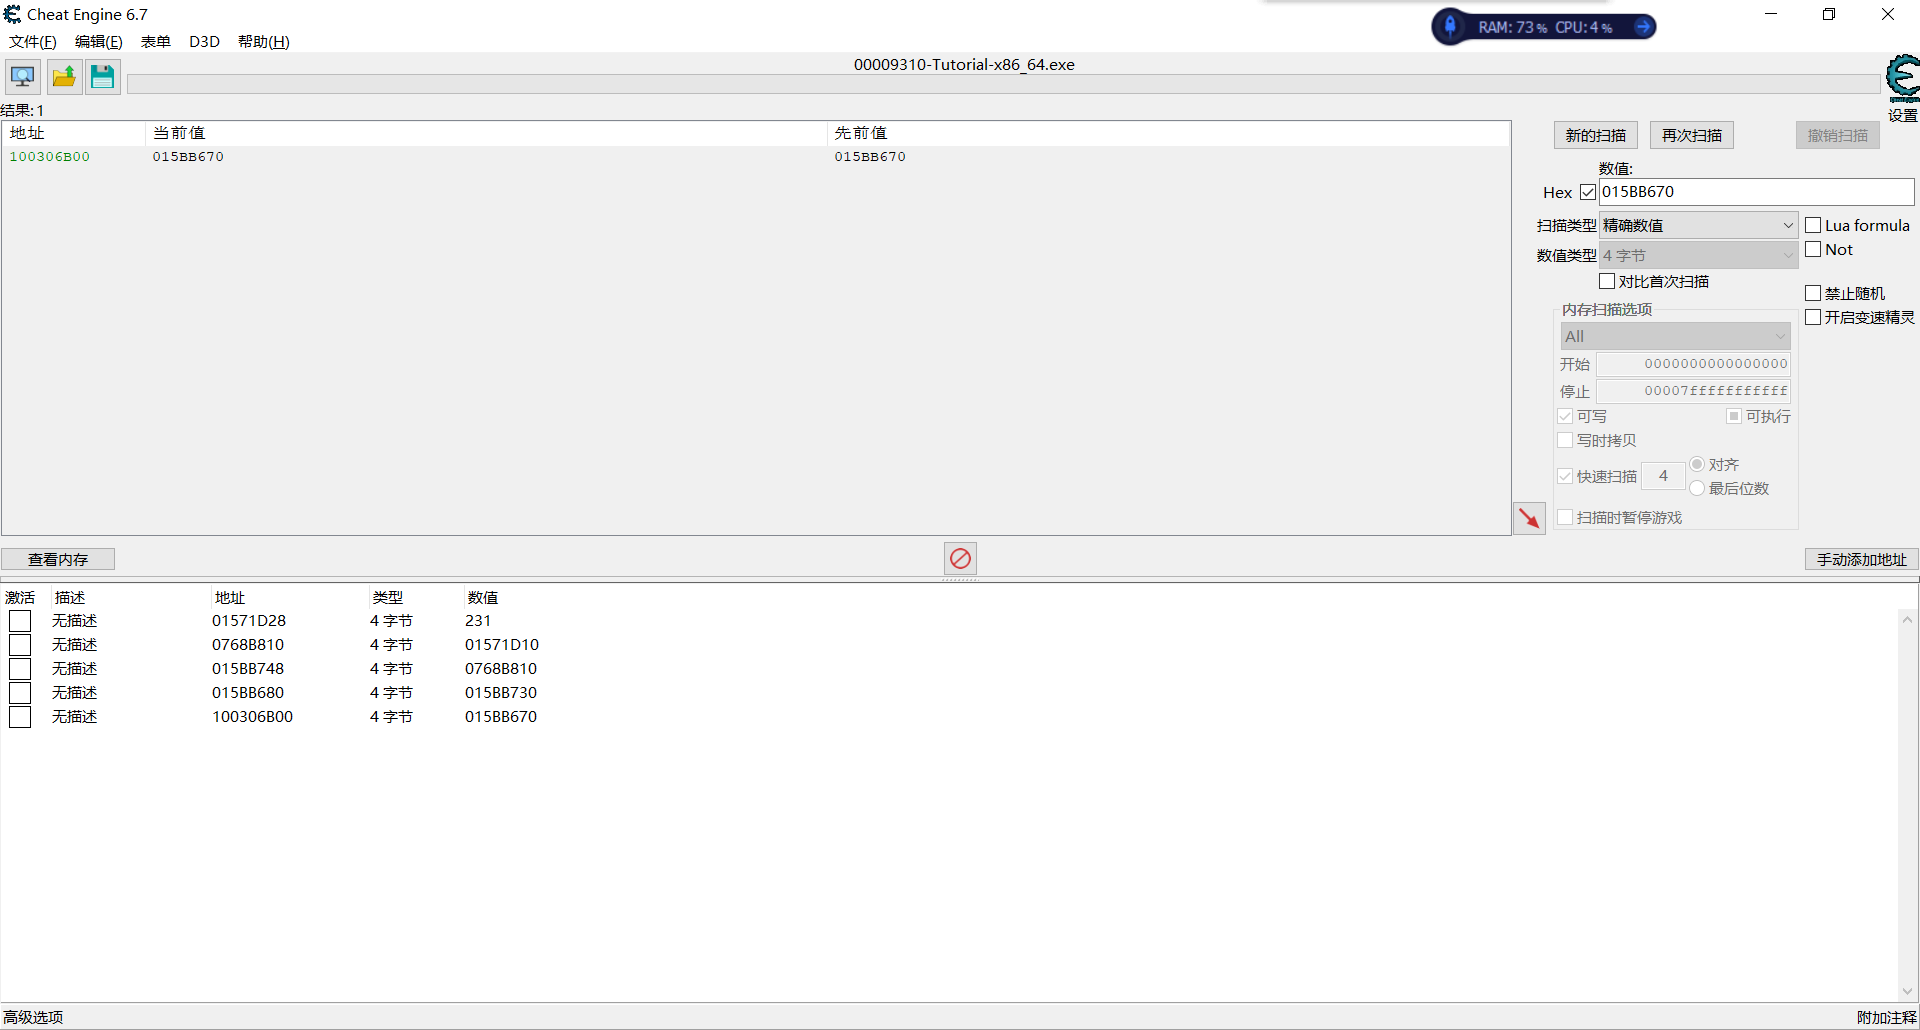 Cheat Engine 6.7
RAM: 73% CPU: 4%
文件(F) 编辑(E) 表单 D3D 帮助(H)
00009310-Tutorial-x86_64.exe
结果: 1
设置
地址 当前值 先前值
100306B00 015BB670 015BB670
新的扫描 再次扫描 撤销扫描
数值:
Hex 015BB670
扫描类型 精确数值 Lua formula
数值类型 4 字节 Not
对比首次扫描
禁止随机
内存扫描选项
开启变速精灵
All
开始 0000000000000000
停止 00007fffffffffff
可写 可执行
写时拷贝
快速扫描 4 对齐
最后位数
扫描时暂停游戏
查看内存 手动添加地址
激活 描述 地址 类型 数值
无描述 01571D28 4 字节 231
无描述 0768B810 4 字节 01571D10
无描述 015BB748 4 字节 0768B810
无描述 015BB680 4 字节 015BB730
无描述 100306B00 4 字节 015BB670
高级选项 附加注释